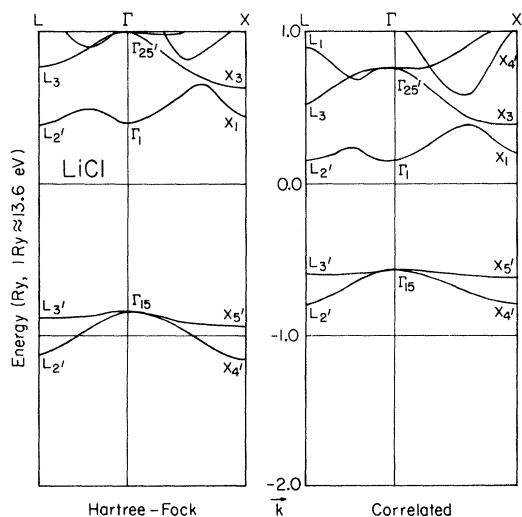 L Γ X L Γ X
1.0
0.0
-1.0
-2.0
Energy (Ry, 1 Ry ≈ 13.6 eV)
L3
Γ25'
X3
L2'
Γ1
X1
LiCl
L3'
Γ15
X5'
L2'
X4'
L1
X4'
Γ25'
L3
X3
X1
L2'
Γ1
L3'
Γ15
X5'
L2'
X4'
Hartree – Fock
k
Correlated